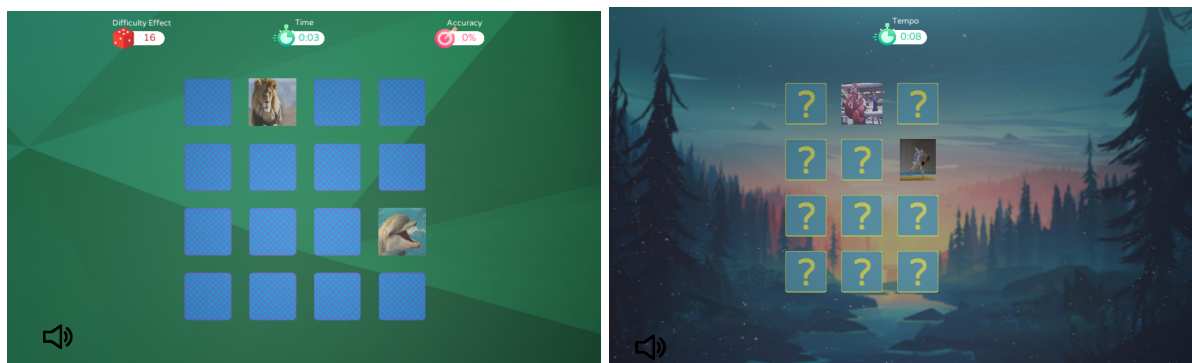 Difficulty Effect
16
Time
0:03
Accuracy
0%
Tempo
0:08
? ?
? ?
? ? ?
? ? ?